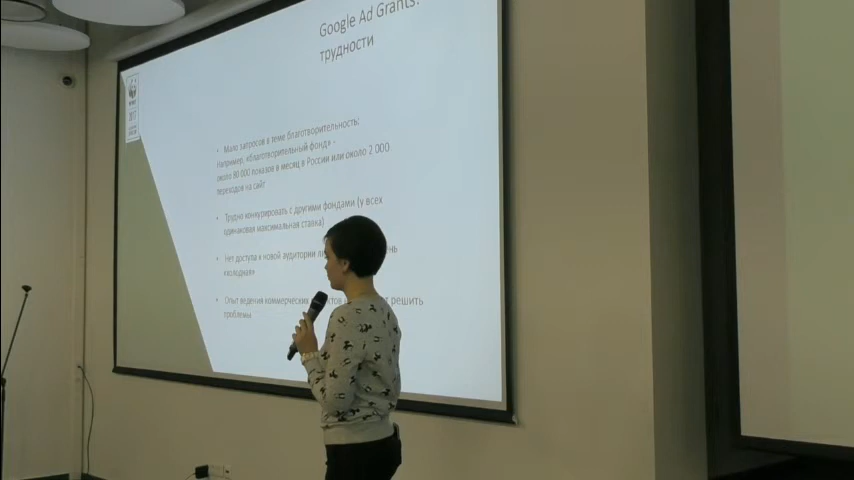 Google Ad Grants:
трудности
WWF
• Мало запросов в теме благотворительность:
Например, «благотворительный фонд» -
около 80 000 показов в месяц в России или около 2 000
переходов на сайт
• Трудно конкурировать с другими фондами (у всех
одинаковая максимальная ставка)
• Нет доступа к новой аудитории
«холодная»
• Опыт ведения коммерческих решить
проблемы